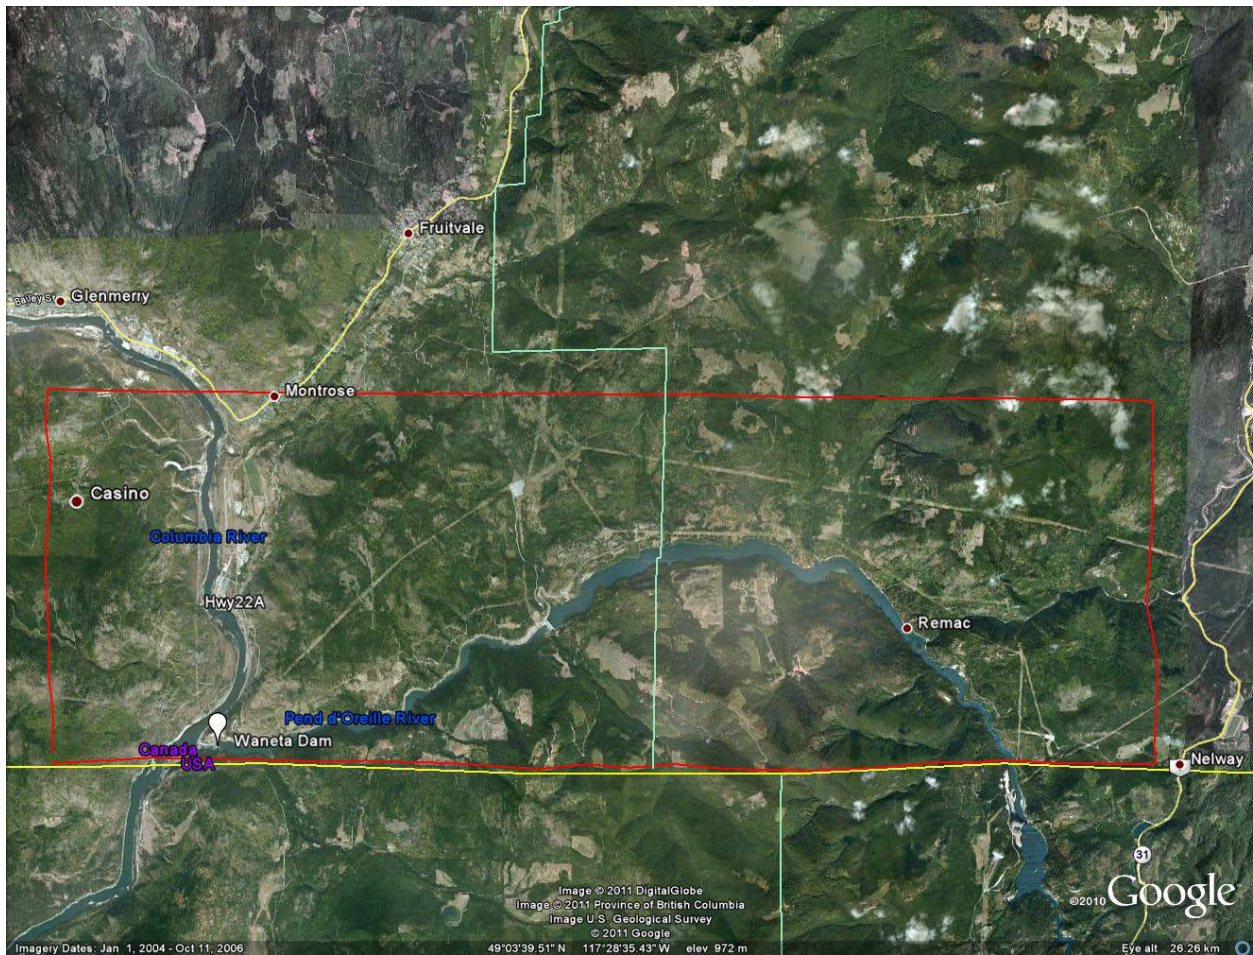 Fruitvale
Bailey St
Glenmerry
Montrose
Casino
Columbia River
Hwy22A
Remac
Pend d'Oreille River
Waneta Dam
Canada
USA
Nelway
31
Image © 2011 DigitalGlobe
Image © 2011 Province of British Columbia
Image U.S. Geological Survey
© 2011 Google
©2010 Google
Imagery Dates: Jan 1, 2004 - Oct 11, 2006
49°03'39.51" N 117°28'35.43" W elev 972 m
Eye alt 26.26 km